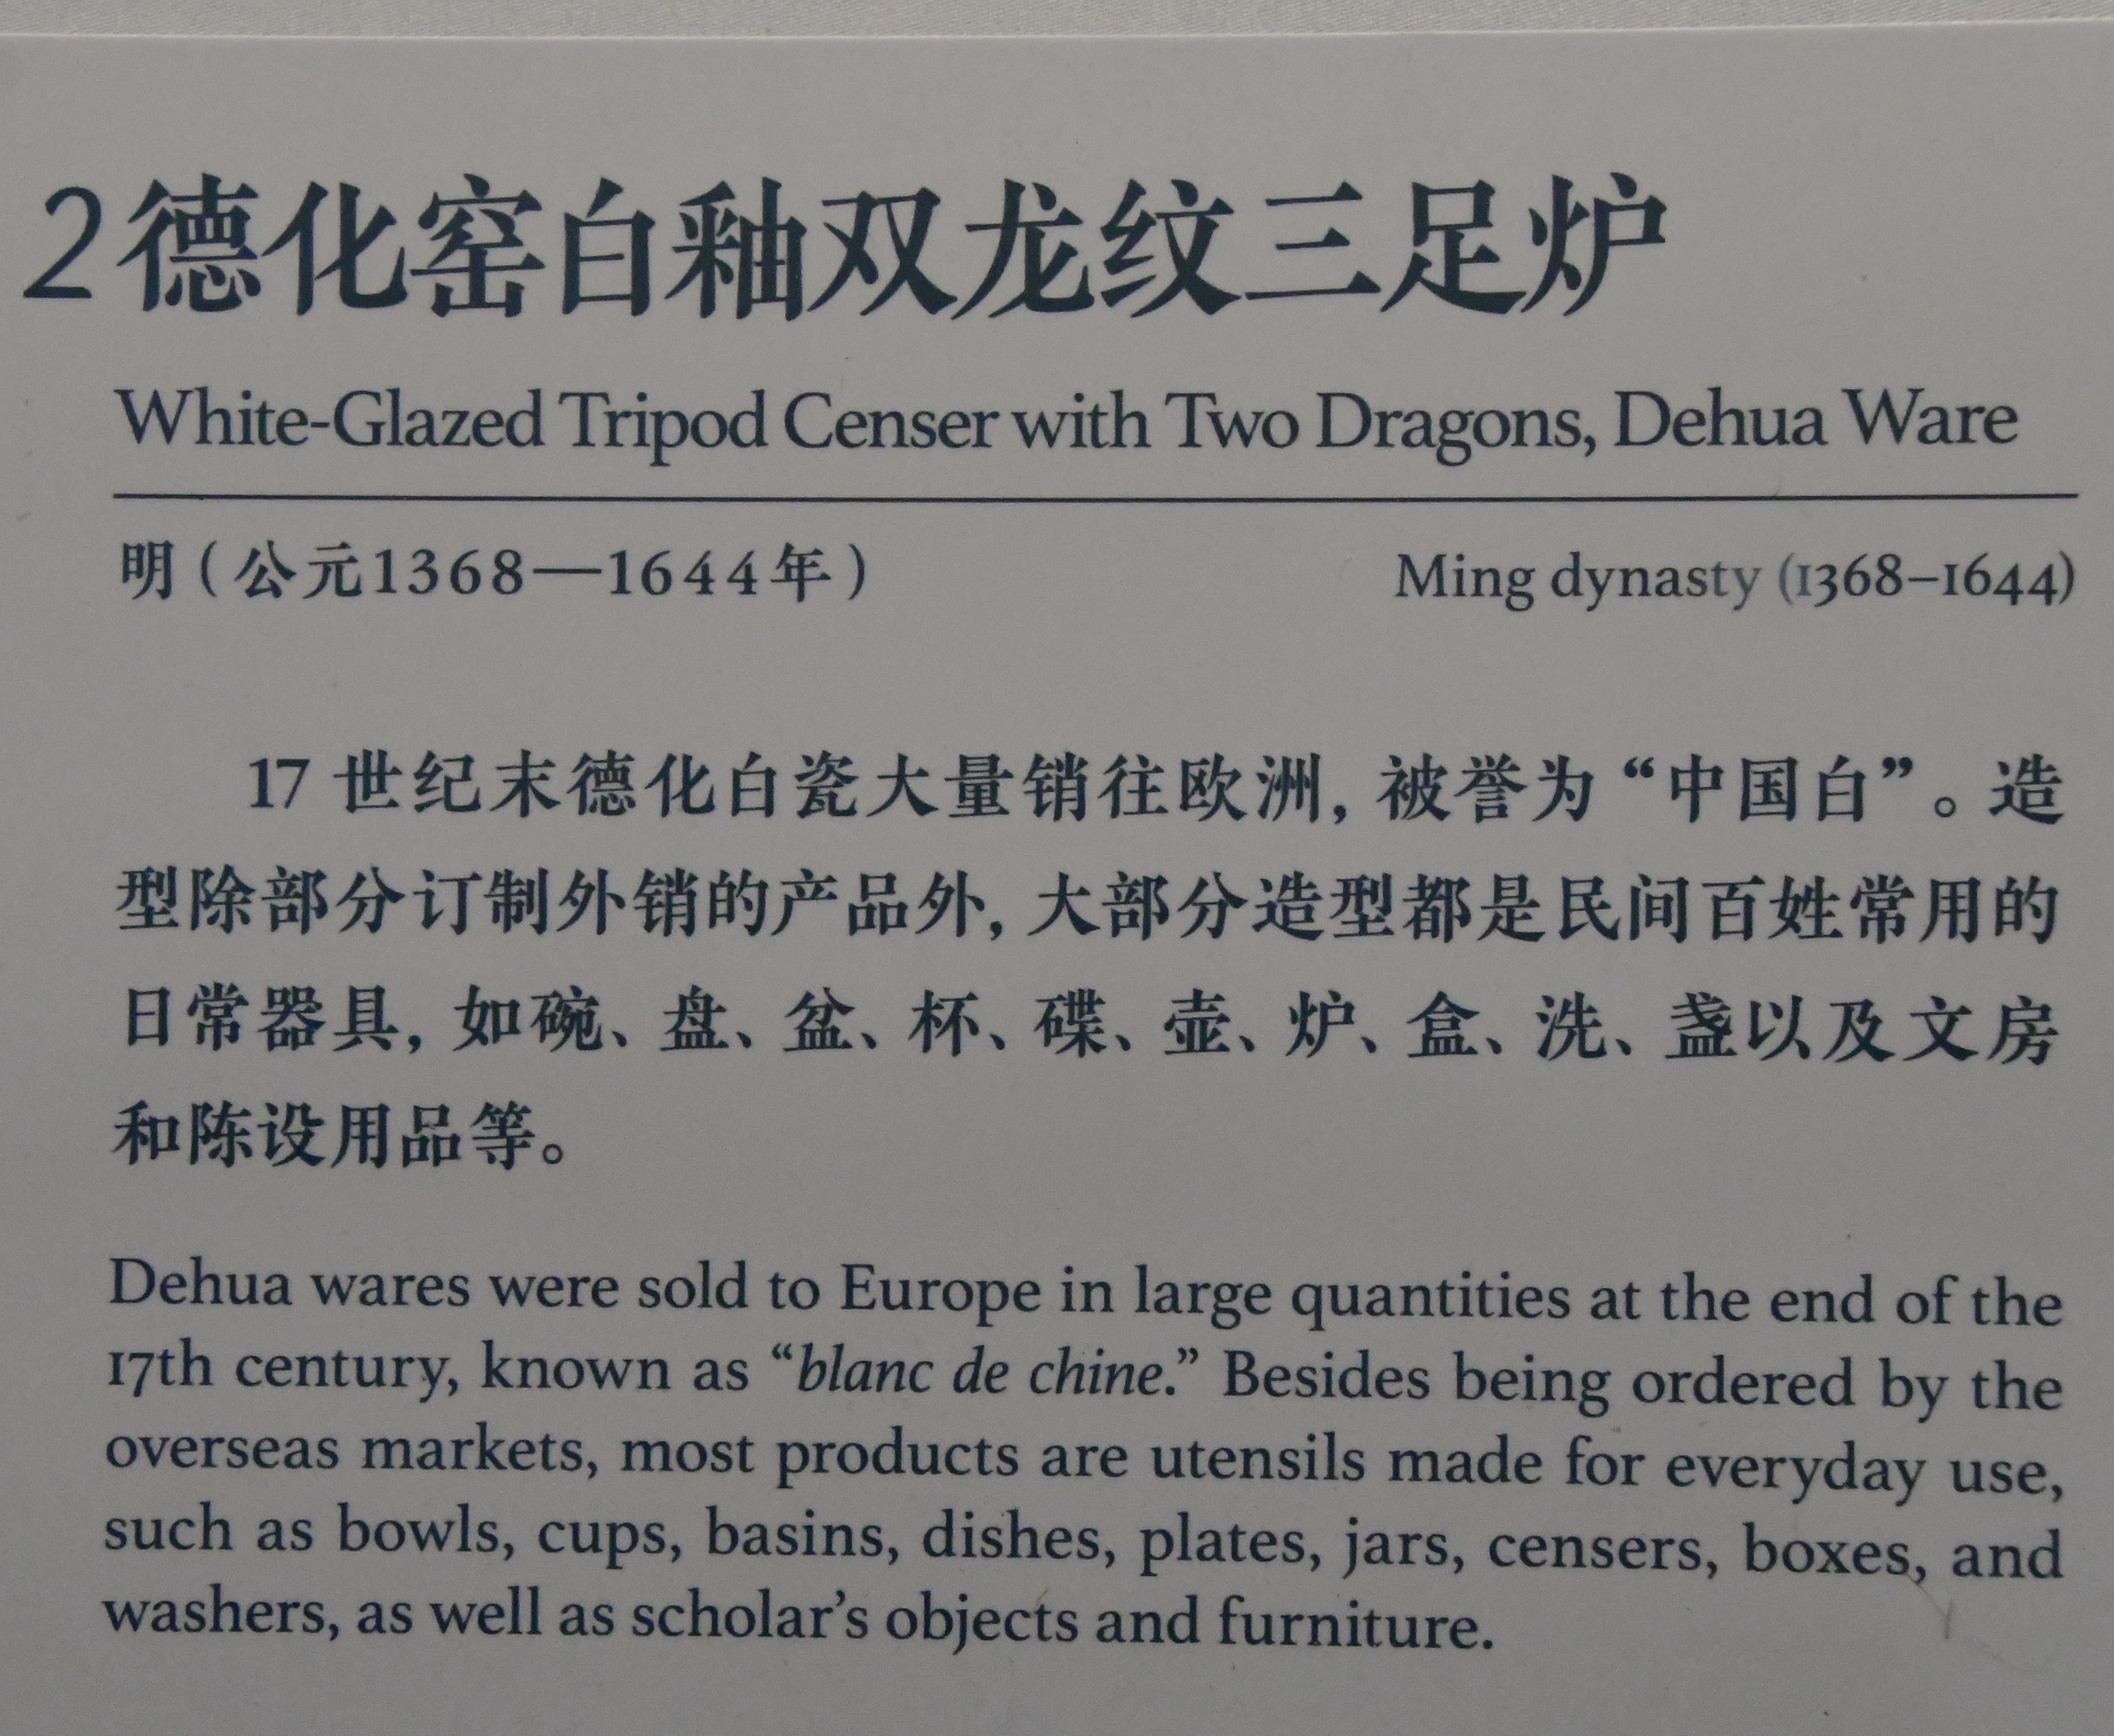 2德化窑白釉双龙纹三足炉
White-Glazed Tripod Censer with Two Dragons, Dehua Ware
明(公元1368—1644年) Ming dynasty (1368–1644)
17 世纪末德化白瓷大量销往欧洲, 被誉为“中国白”。造
型除部分订制外销的产品外, 大部分造型都是民间百姓常用的
日常器具, 如碗、盘、盆、杯、碟、壶、炉、盒、洗、盏以及文房
和陈设用品等。
Dehua wares were sold to Europe in large quantities at the end of the
17th century, known as “blanc de chine.” Besides being ordered by the
overseas markets, most products are utensils made for everyday use,
such as bowls, cups, basins, dishes, plates, jars, censers, boxes, and
washers, as well as scholar’s objects and furniture.